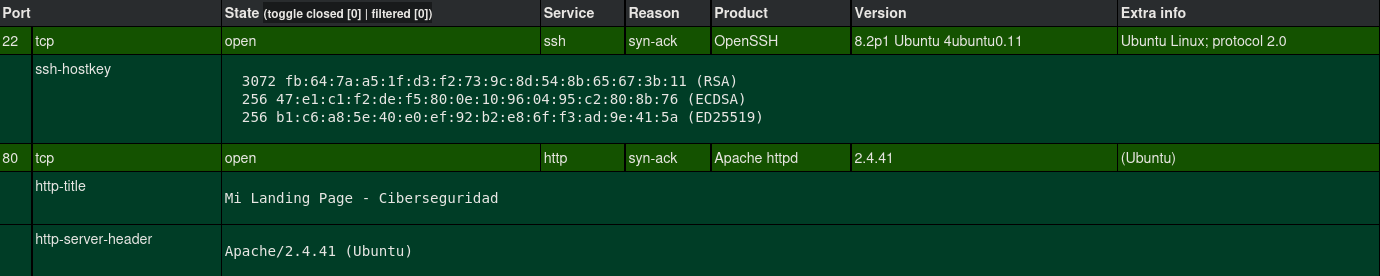 Port State (toggle closed [0] | filtered [0]) Service Reason Product Version Extra info
22 tcp open ssh syn-ack OpenSSH 8.2p1 Ubuntu 4ubuntu0.11 Ubuntu Linux; protocol 2.0
ssh-hostkey
3072 fb:64:7a:a5:1f:d3:f2:73:9c:8d:54:8b:65:67:3b:11 (RSA)
256 47:e1:c1:f2:de:f5:80:0e:10:96:04:95:c2:80:8b:76 (ECDSA)
256 b1:c6:a8:5e:40:e0:ef:92:b2:e8:6f:f3:ad:9e:41:5a (ED25519)
80 tcp open http syn-ack Apache httpd 2.4.41 (Ubuntu)
http-title
Mi Landing Page - Ciberseguridad
http-server-header
Apache/2.4.41 (Ubuntu)